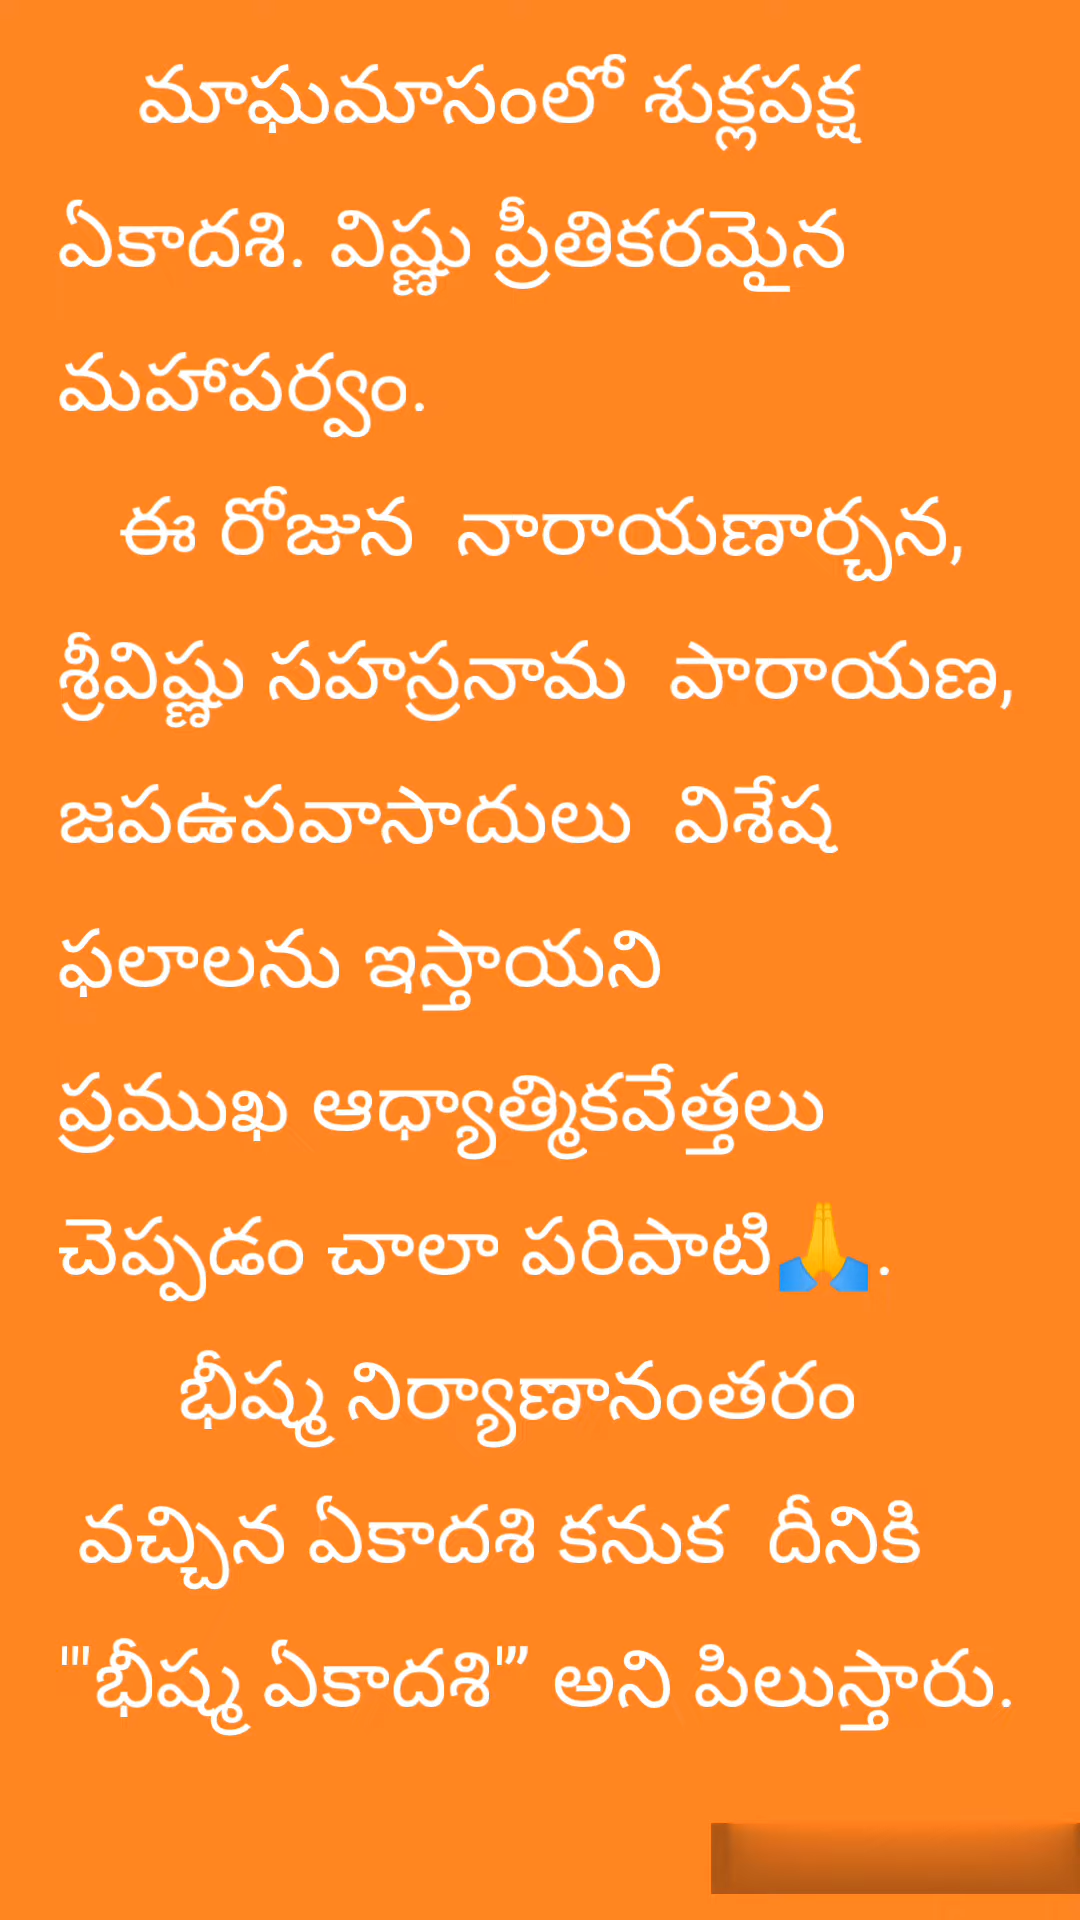 మాఘమాసంలో శుక్లపక్ష
ఏకాదశి. విష్ణు ప్రీతికరమైన
మహాపర్వం.
ఈ రోజున నారాయణార్చన,
శ్రీవిష్ణు సహస్రనామ పారాయణ,
జపఉపవాసాదులు విశేష
ఫలాలను ఇస్తాయని
ప్రముఖ ఆధ్యాత్మికవేత్తలు
చెప్పడం చాలా పరిపాటి🙏.
భీష్మ నిర్యాణానంతరం
వచ్చిన ఏకాదశి కనుక దీనికి
"'భీష్మ ఏకాదశి'” అని పిలుస్తారు.